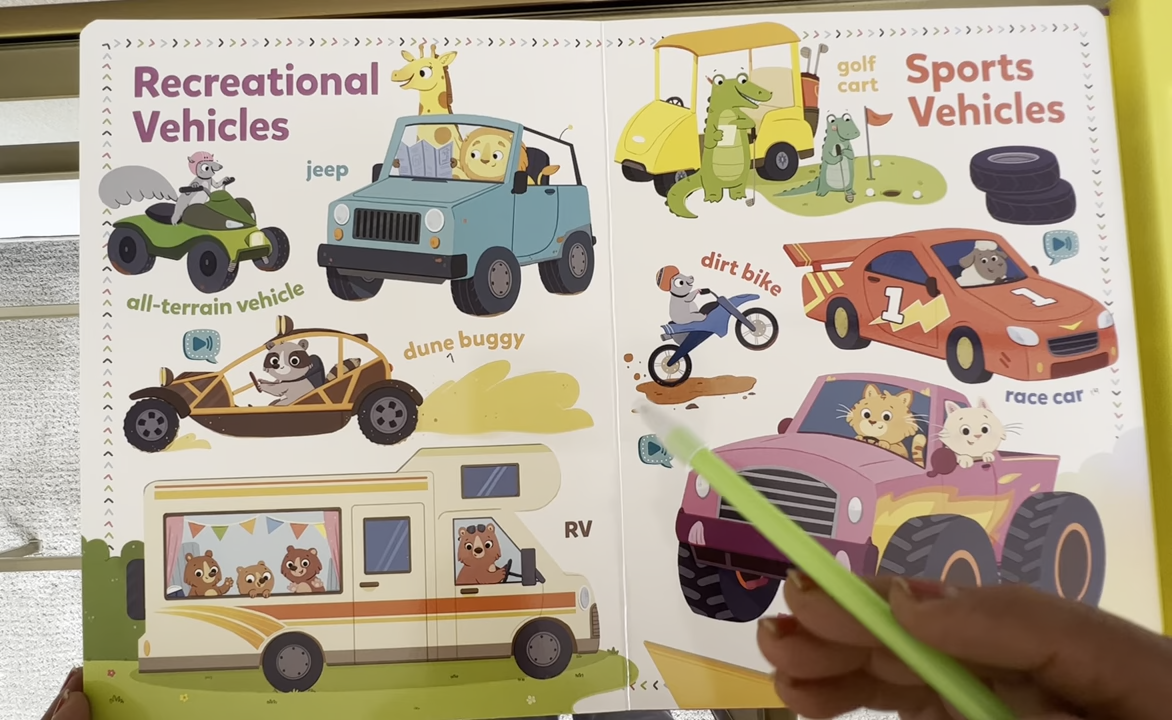 Recreational
Vehicles
jeep
all-terrain vehicle
dune buggy
RV
golf
cart
Sports
Vehicles
dirt bike
1
1
race car